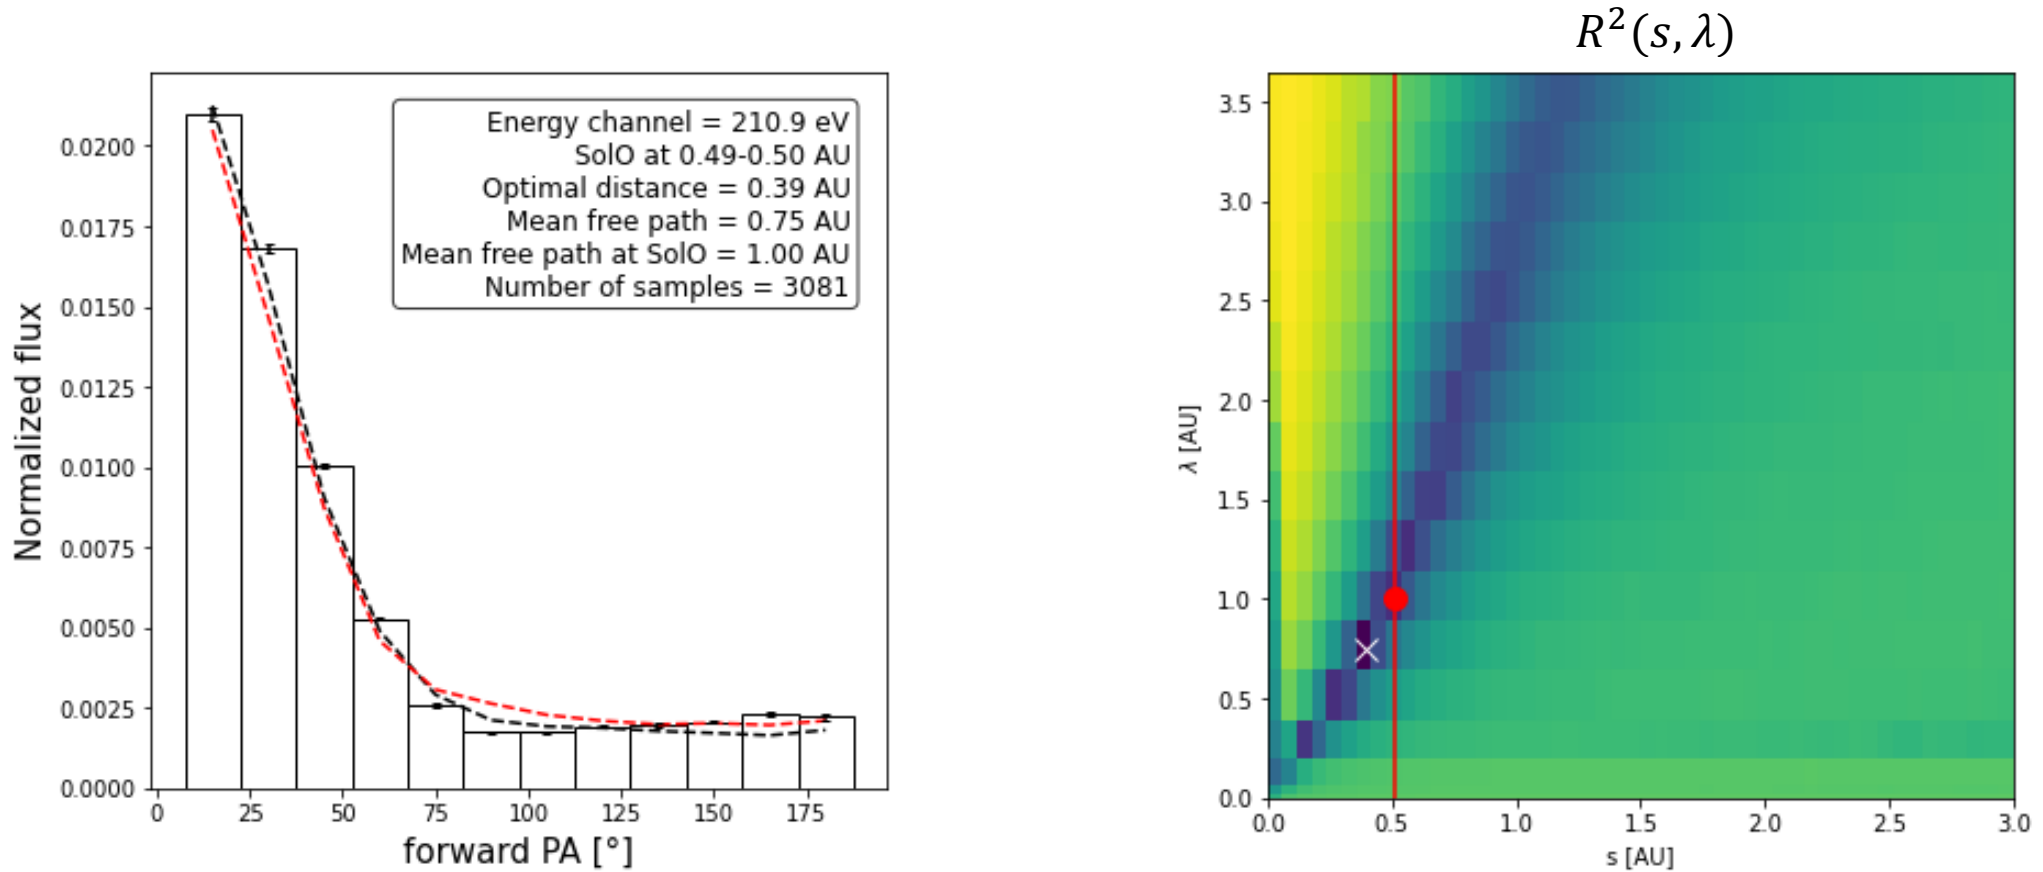 R²(s, λ)
Energy channel = 210.9 eV
SolO at 0.49-0.50 AU
Optimal distance = 0.39 AU
Mean free path = 0.75 AU
Mean free path at SolO = 1.00 AU
Number of samples = 3081
Normalized flux
0.0200
0.0175
0.0150
0.0125
0.0100
0.0075
0.0050
0.0025
0.0000
0
25
50
75
100
125
150
175
forward PA [°]
λ [AU]
3.5
3.0
2.5
2.0
1.5
1.0
0.5
0.0
0.0
0.5
1.0
1.5
2.0
2.5
3.0
s [AU]